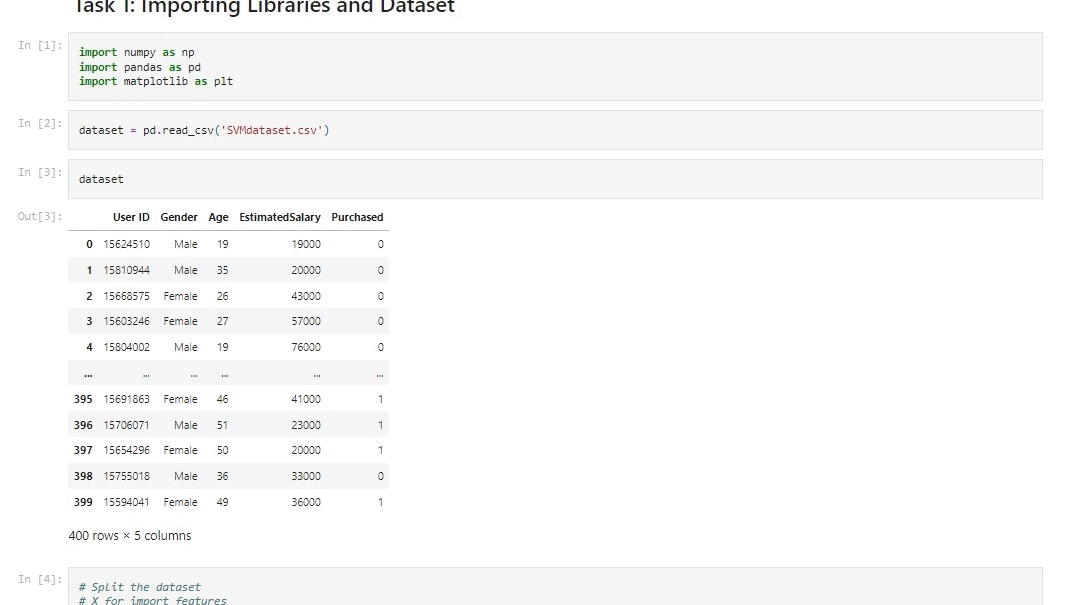 Task 1: Importing Libraries and Dataset
In [1]:
import numpy as np
import pandas as pd
import matplotlib as plt
In [2]:
dataset = pd.read_csv('SVMdataset.csv')
In [3]:
dataset
Out[3]:
User ID Gender Age EstimatedSalary Purchased
0 15624510 Male 19 19000 0
1 15810944 Male 35 20000 0
2 15668575 Female 26 43000 0
3 15603246 Female 27 57000 0
4 15804002 Male 19 76000 0
... ... ... ... ... ...
395 15691863 Female 46 41000 1
396 15706071 Male 51 23000 1
397 15654296 Female 50 20000 1
398 15755018 Male 36 33000 0
399 15594041 Female 49 36000 1
400 rows × 5 columns
In [4]:
# Split the dataset
# X for import features